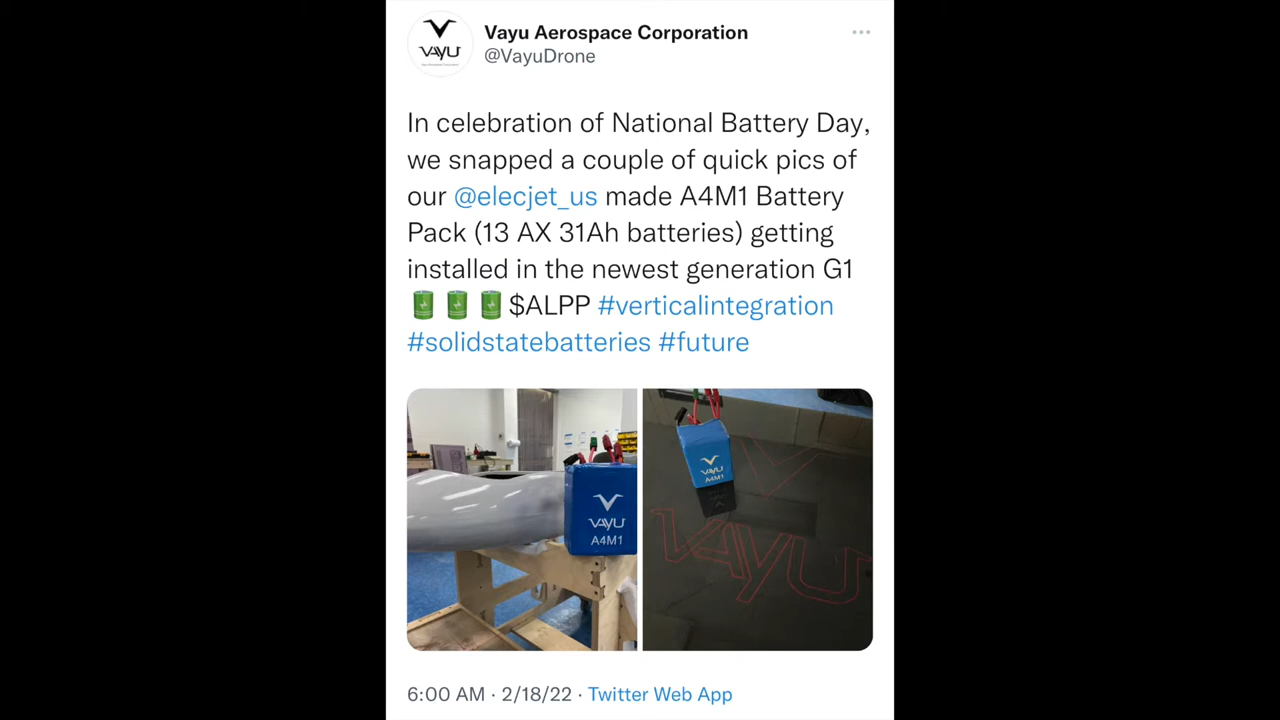 VAYU
Vayu Aerospace Corporation
@VayuDrone
In celebration of National Battery Day,
we snapped a couple of quick pics of
our @elecjet_us made A4M1 Battery
Pack (13 AX 31Ah batteries) getting
installed in the newest generation G1
$ALPP #verticalintegration
#solidstatebatteries #future
VAYU
A4M1
VAYU
A4M1
VAYU
6:00 AM · 2/18/22 · Twitter Web App